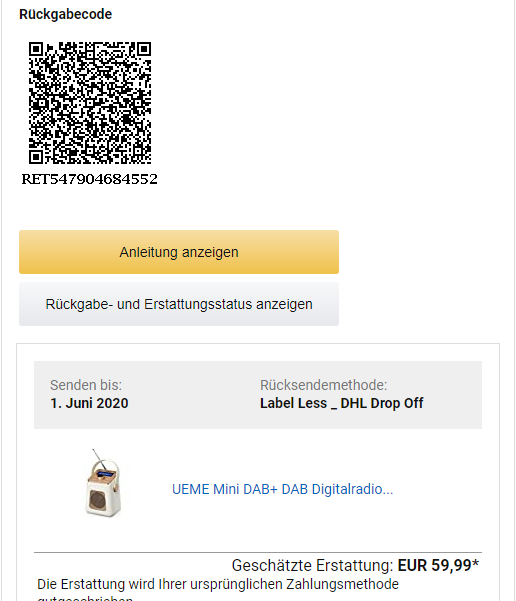 Rückgabecode
RET547904684552
Anleitung anzeigen
Rückgabe- und Erstattungsstatus anzeigen
Senden bis:
1. Juni 2020
Rücksendemethode:
Label Less _ DHL Drop Off
UEME Mini DAB+ DAB Digitalradio...
Geschätzte Erstattung: EUR 59,99*
Die Erstattung wird Ihrer ursprünglichen Zahlungsmethode
gutgeschrieben